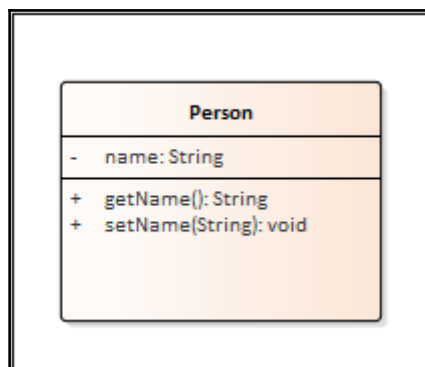 Person
- name: String
+ getName(): String
+ setName(String): void